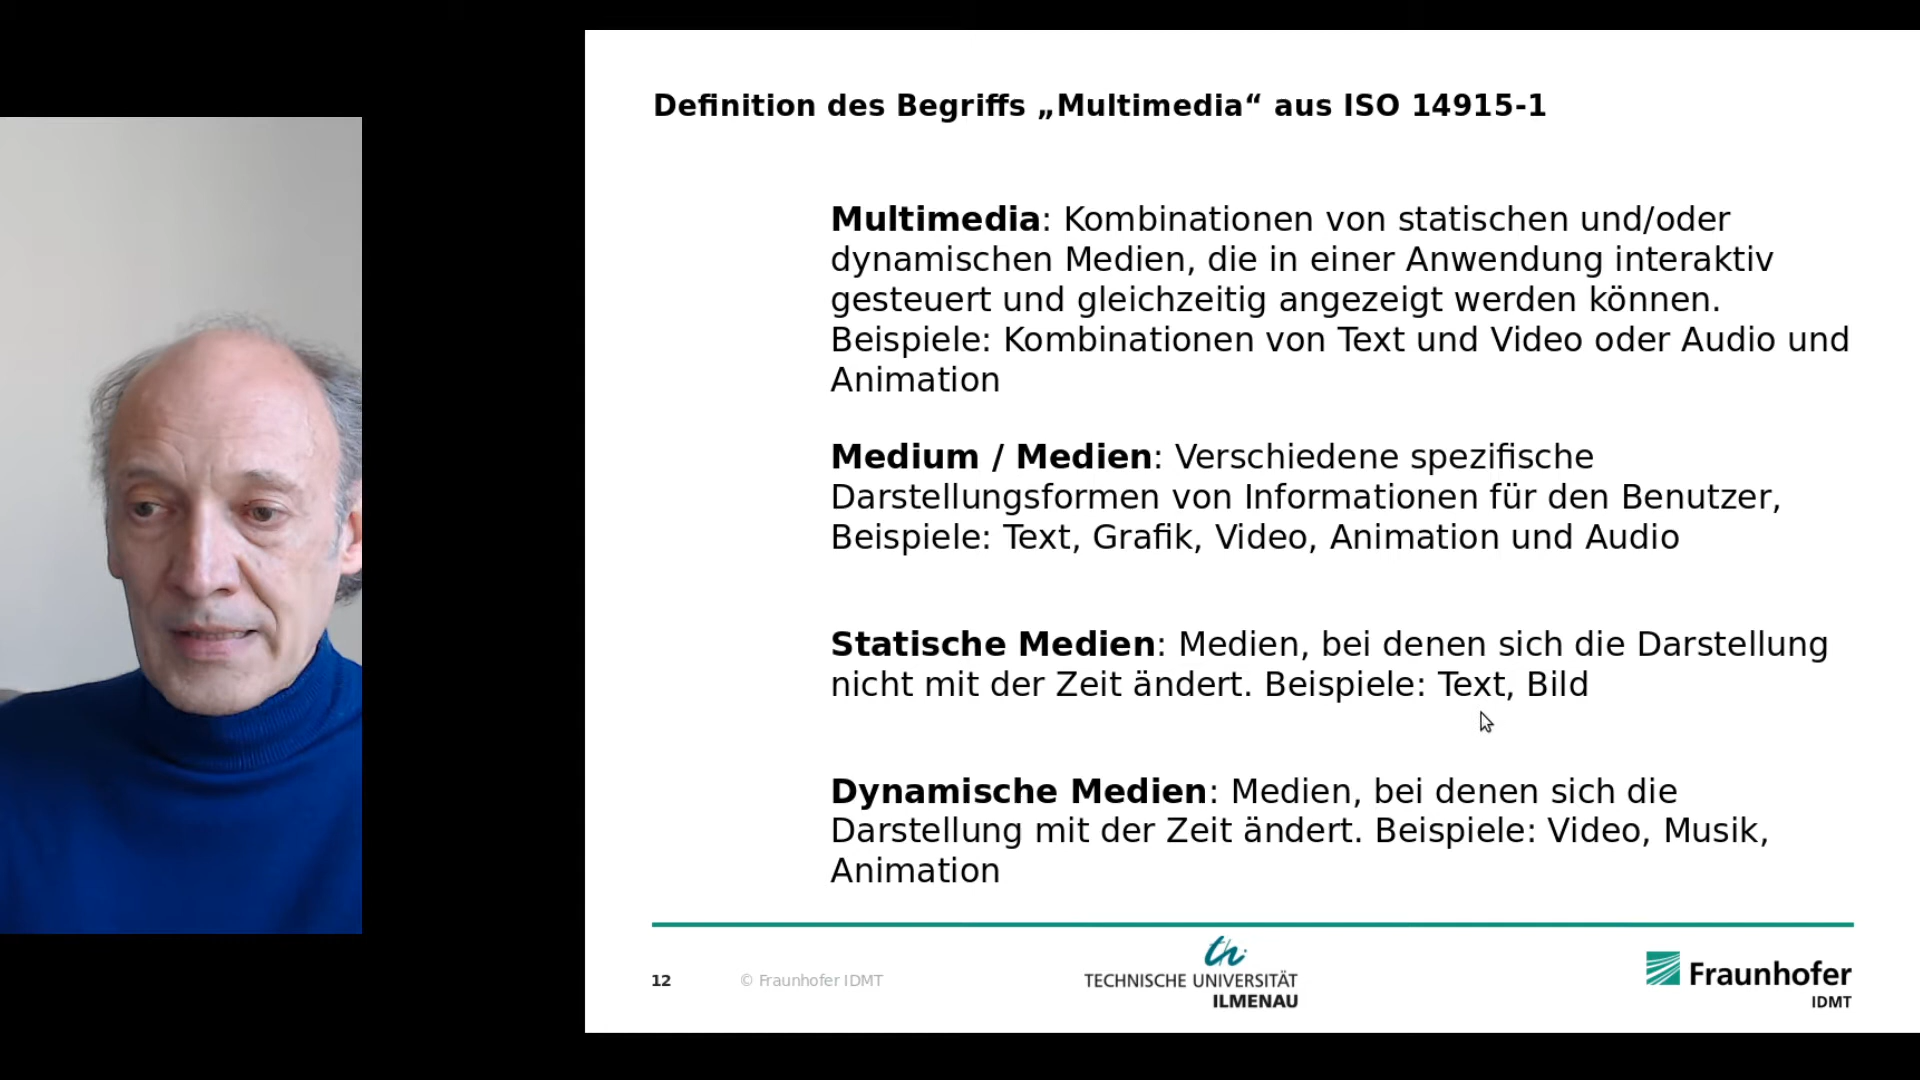 Definition des Begriffs „Multimedia“ aus ISO 14915-1
Multimedia: Kombinationen von statischen und/oder
dynamischen Medien, die in einer Anwendung interaktiv
gesteuert und gleichzeitig angezeigt werden können.
Beispiele: Kombinationen von Text und Video oder Audio und
Animation
Medium / Medien: Verschiedene spezifische
Darstellungsformen von Informationen für den Benutzer,
Beispiele: Text, Grafik, Video, Animation und Audio
Statische Medien: Medien, bei denen sich die Darstellung
nicht mit der Zeit ändert. Beispiele: Text, Bild
Dynamische Medien: Medien, bei denen sich die
Darstellung mit der Zeit ändert. Beispiele: Video, Musik,
Animation
12
© Fraunhofer IDMT
th
TECHNISCHE UNIVERSITÄT
ILMENAU
Fraunhofer
IDMT